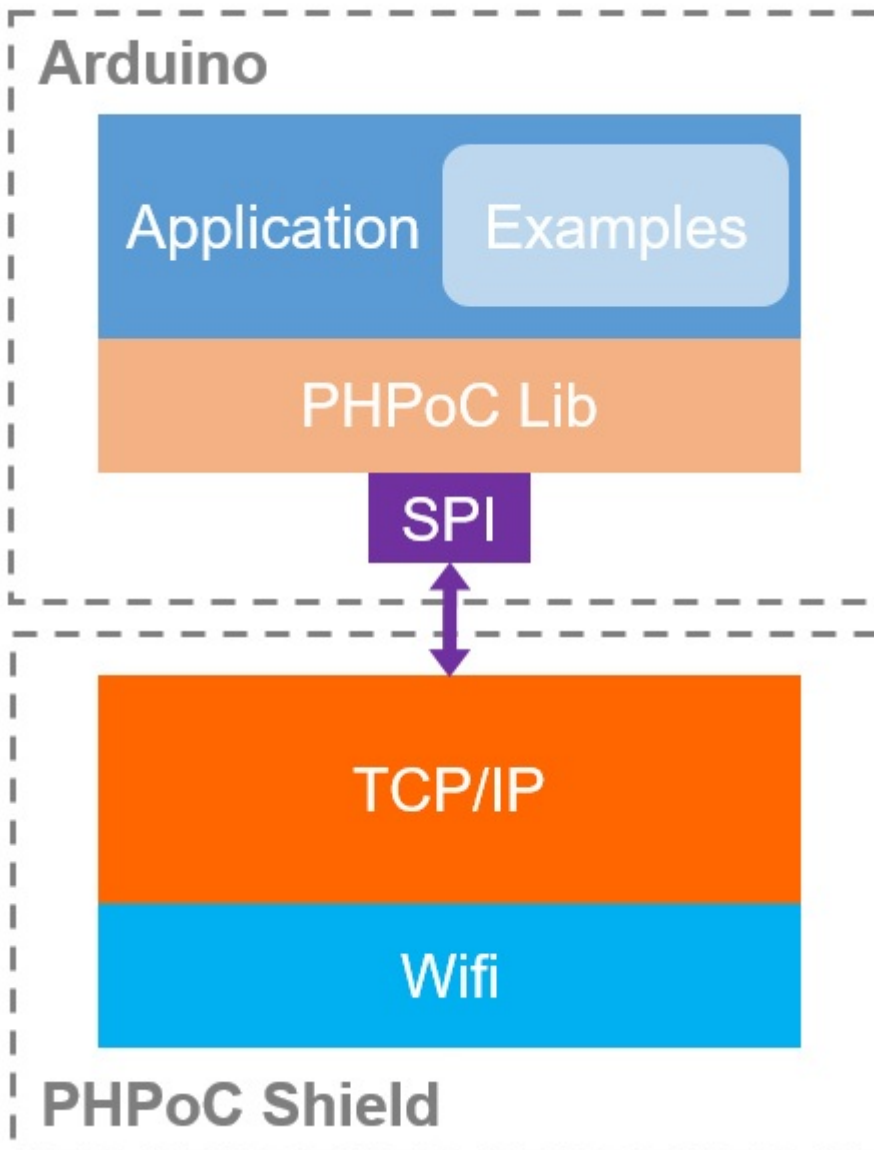 Arduino
Application
Examples
PHPoC Lib
SPI
TCP/IP
Wifi
PHPoC Shield